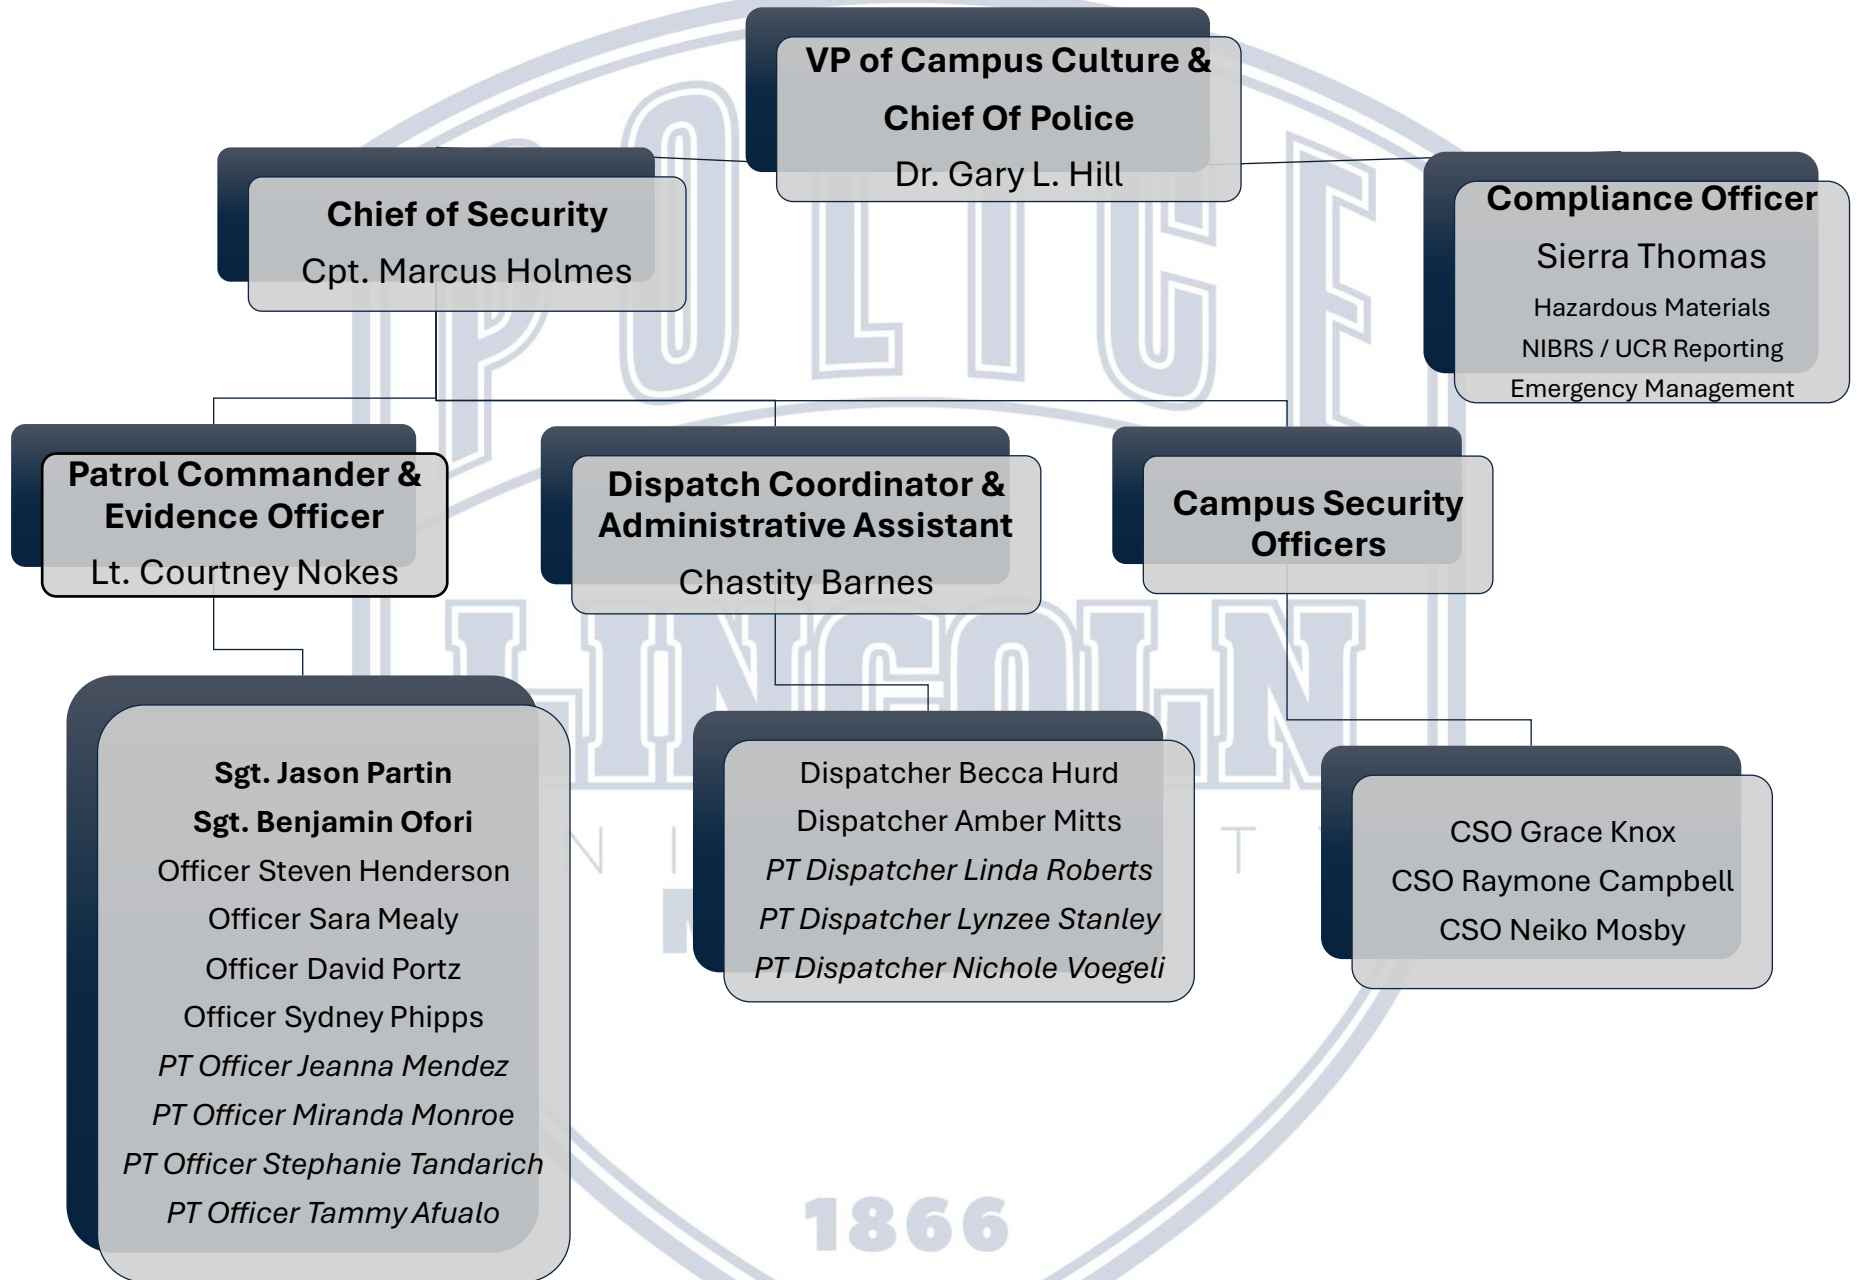 VP of Campus Culture &
Chief Of Police
Dr. Gary L. Hill
Chief of Security
Cpt. Marcus Holmes
Compliance Officer
Sierra Thomas
Hazardous Materials
NIBRS / UCR Reporting
Emergency Management
Patrol Commander &
Evidence Officer
Lt. Courtney Nokes
Dispatch Coordinator &
Administrative Assistant
Chastity Barnes
Campus Security
Officers
Sgt. Jason Partin
Sgt. Benjamin Ofori
Officer Steven Henderson
Officer Sara Mealy
Officer David Portz
Officer Sydney Phipps
PT Officer Jeanna Mendez
PT Officer Miranda Monroe
PT Officer Stephanie Tandarich
PT Officer Tammy Afualo
Dispatcher Becca Hurd
Dispatcher Amber Mitts
PT Dispatcher Linda Roberts
PT Dispatcher Lynzee Stanley
PT Dispatcher Nichole Voegeli
CSO Grace Knox
CSO Raymone Campbell
CSO Neiko Mosby
POLICE
LINCOLN
1866